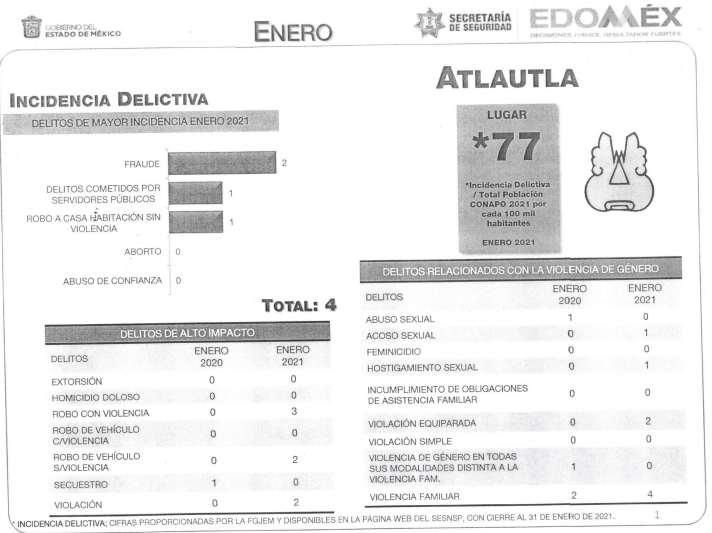 GOBIERNO DEL
ESTADO DE MÉXICO
ENERO
SECRETARÍA
DE SEGURIDAD
EDOMÉX
DECISIONES FIRMES, RESULTADOS FUERTES
ATLAUTLA
INCIDENCIA DELICTIVA
DELITOS DE MAYOR INCIDENCIA ENERO 2021
FRAUDE 2
DELITOS COMETIDOS POR
SERVIDORES PÚBLICOS 1
ROBO A CASA HABITACIÓN SIN
VIOLENCIA 1
ABORTO 0
ABUSO DE CONFIANZA 0
TOTAL: 4
LUGAR
*77
*Incidencia Delictiva
/ Total Población
CONAPO 2021 por
cada 100 mil
habitantes
ENERO 2021
DELITOS DE ALTO IMPACTO
DELITOS ENERO 2020 ENERO 2021
EXTORSIÓN 0 0
HOMICIDIO DOLOSO 0 0
ROBO CON VIOLENCIA 0 3
ROBO DE VEHÍCULO
C/VIOLENCIA 0 0
ROBO DE VEHÍCULO
S/VIOLENCIA 0 2
SECUESTRO 1 0
VIOLACIÓN 0 2
DELITOS RELACIONADOS CON LA VIOLENCIA DE GÉNERO
DELITOS ENERO 2020 ENERO 2021
ABUSO SEXUAL 1 0
ACOSO SEXUAL 0 1
FEMINICIDIO 0 0
HOSTIGAMIENTO SEXUAL 0 1
INCUMPLIMIENTO DE OBLIGACIONES
DE ASISTENCIA FAMILIAR 0 0
VIOLACIÓN EQUIPARADA 0 2
VIOLACIÓN SIMPLE 0 0
VIOLENCIA DE GÉNERO EN TODAS
SUS MODALIDADES DISTINTA A LA
VIOLENCIA FAM. 1 0
VIOLENCIA FAMILIAR 2 4
* INCIDENCIA DELICTIVA; CIFRAS PROPORCIONADAS POR LA FGJEM Y DISPONIBLES EN LA PÁGINA WEB DEL SESNSP, CON CIERRE AL 31 DE ENERO DE 2021. 1